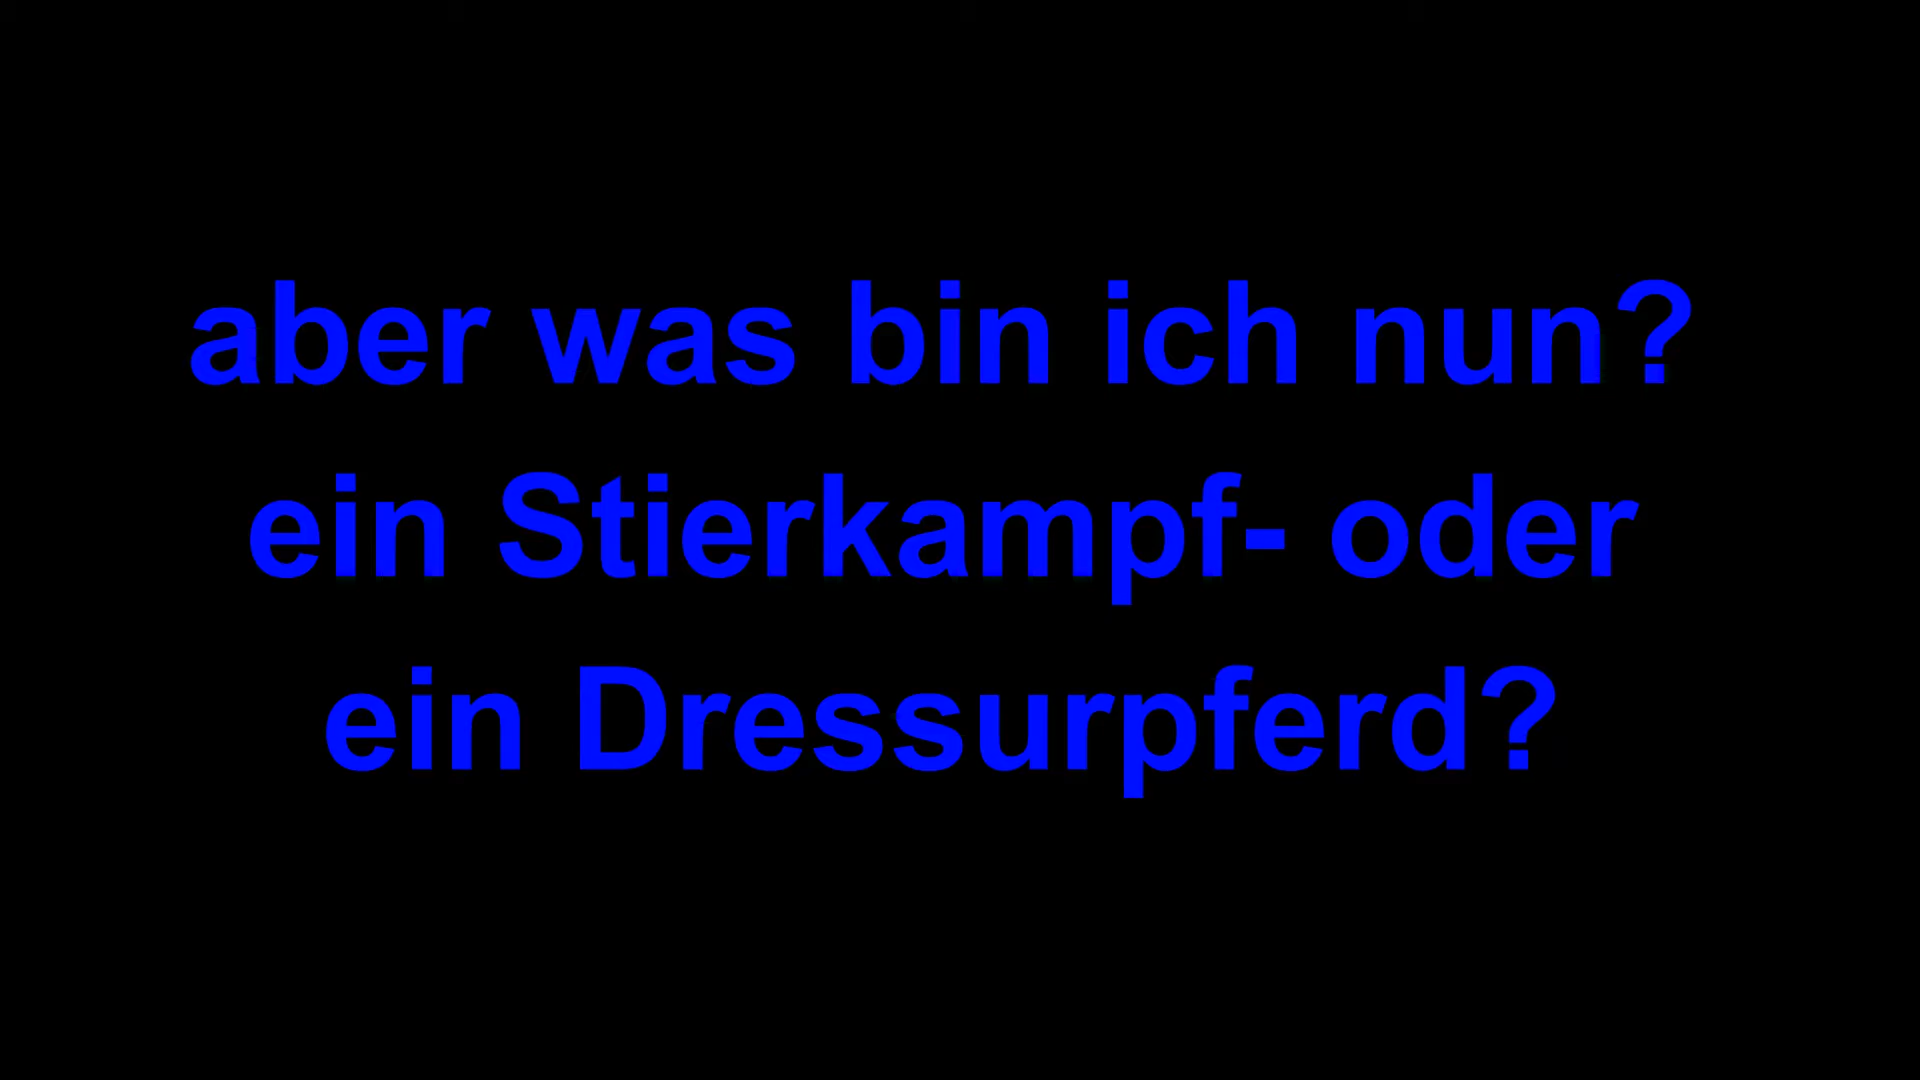 aber was bin ich nun?
ein Stierkampf- oder
ein Dressurpferd?